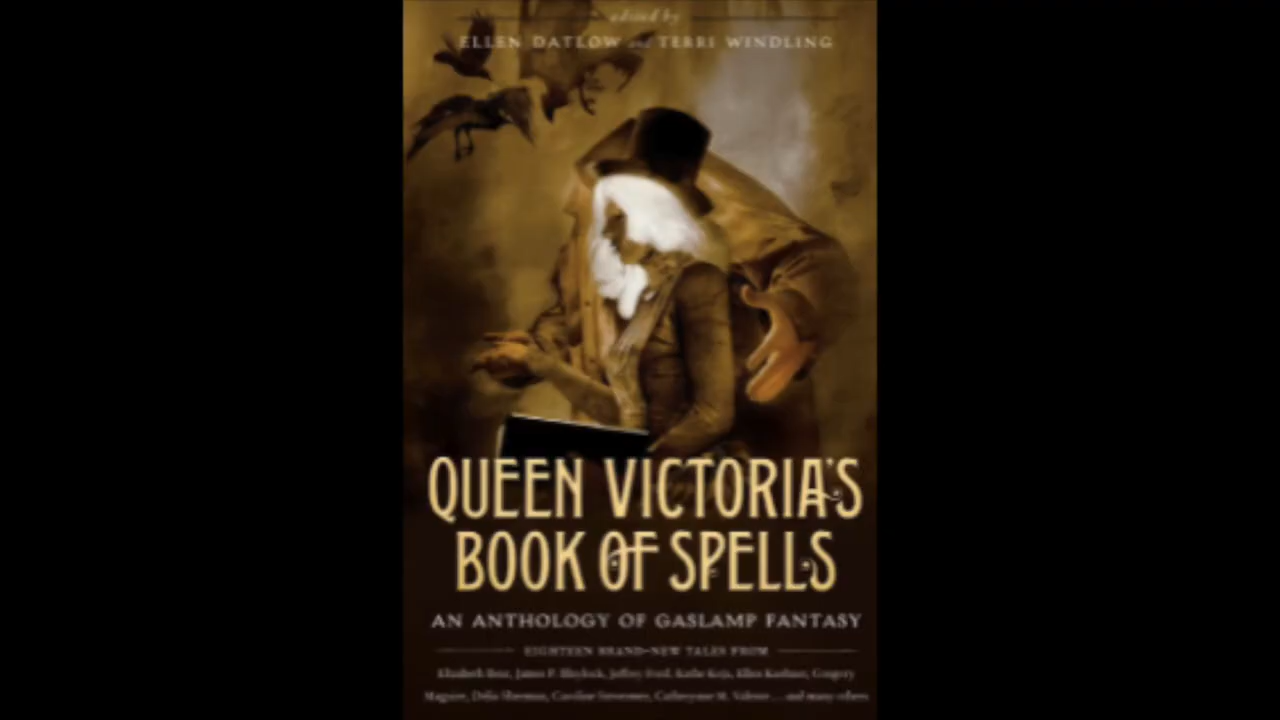 edited by
ELLEN DATLOW and TERRI WINDLING
QUEEN VICTORIA'S
BOOK OF SPELLS
AN ANTHOLOGY OF GASLAMP FANTASY
EIGHTEEN BRAND-NEW TALES FROM
Elizabeth Bear, James P. Blaylock, Jeffrey Ford, Kathe Koja, Ellen Kushner, Gregory
Maguire, Delia Sherman, Caroline Stevermer, Catherynne M. Valente . . . and many others